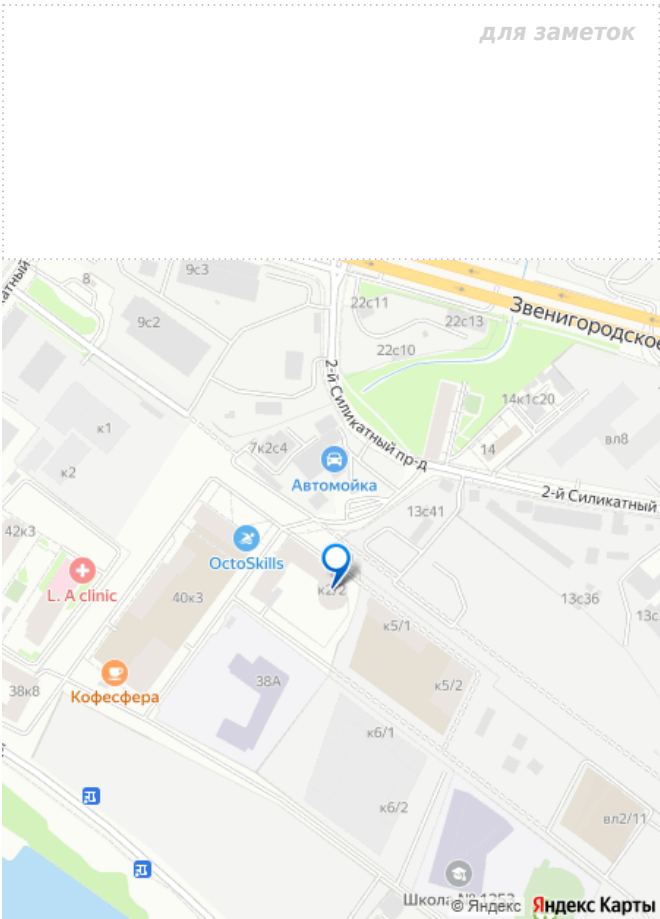 для заметок
9с3
8
9с2
22с11
22с13
Звенигородское
22с10
2-й Силикатный пр-д
14к1с20
к1
7к2с4
14
вл8
к2
Автомойка
2-й Силикатный
13с41
42к3
OctoSkills
L. A clinic
40к3
к2/2
13с36
к5/1
38А
38к8
Кофесфера
к5/2
к6/1
к6/2
вл2/11
Школа №
© Яндекс
Яндекс Карты